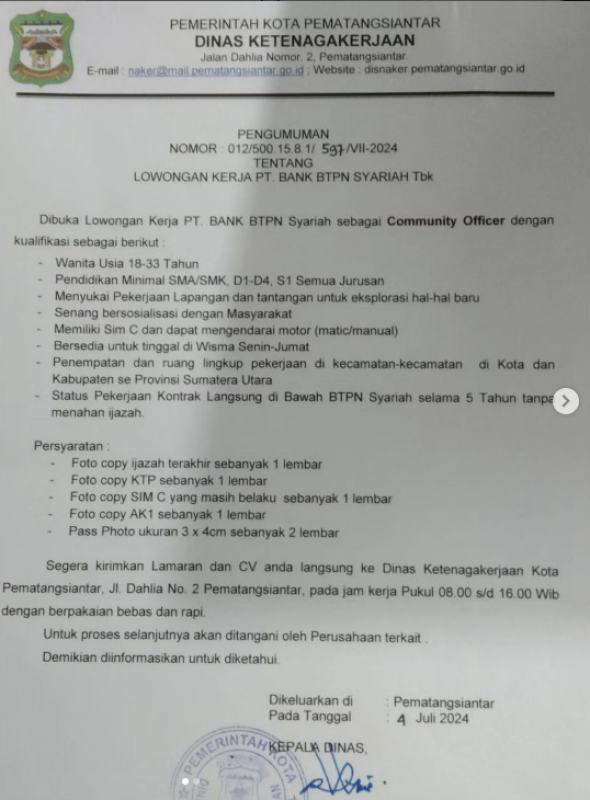 PEMERINTAH KOTA PEMATANGSIANTAR
DINAS KETENAGAKERJAAN
Jalan Dahlia Nomor. 2, Pematangsiantar.
E-mail : naker@mail.pematangsiantar.go.id ; Website : disnaker.pematangsiantar.go.id
PENGUMUMAN
NOMOR : 012/500.15.8.1/ 597/VII-2024
TENTANG
LOWONGAN KERJA PT. BANK BTPN SYARIAH Tbk
Dibuka Lowongan Kerja PT. BANK BTPN Syariah sebagai Community Officer dengan
kualifikasi sebagai berikut :
- Wanita Usia 18-33 Tahun
- Pendidikan Minimal SMA/SMK, D1-D4, S1 Semua Jurusan
- Menyukai Pekerjaan Lapangan dan tantangan untuk eksplorasi hal-hal baru
- Senang bersosialisasi dengan Masyarakat
- Memiliki Sim C dan dapat mengendarai motor (matic/manual)
- Bersedia untuk tinggal di Wisma Senin-Jumat
- Penempatan dan ruang lingkup pekerjaan di kecamatan-kecamatan di Kota dan
Kabupaten se Provinsi Sumatera Utara
- Status Pekerjaan Kontrak Langsung di Bawah BTPN Syariah selama 5 Tahun tanpa
menahan ijazah.
Persyaratan :
- Foto copy ijazah terakhir sebanyak 1 lembar
- Foto copy KTP sebanyak 1 lembar
- Foto copy SIM C yang masih belaku sebanyak 1 lembar
- Foto copy AK1 sebanyak 1 lembar
- Pass Photo ukuran 3 x 4cm sebanyak 2 lembar
Segera kirimkan Lamaran dan CV anda langsung ke Dinas Ketenagakerjaan Kota
Pematangsiantar, Jl. Dahlia No. 2 Pematangsiantar, pada jam kerja Pukul 08.00 s/d 16.00 Wib
dengan berpakaian bebas dan rapi.
Untuk proses selanjutnya akan ditangani oleh Perusahaan terkait .
Demikian diinformasikan untuk diketahui.
Dikeluarkan di : Pematangsiantar
Pada Tanggal : 4 Juli 2024
KEPALA DINAS,
PEMERINTAH KOTA